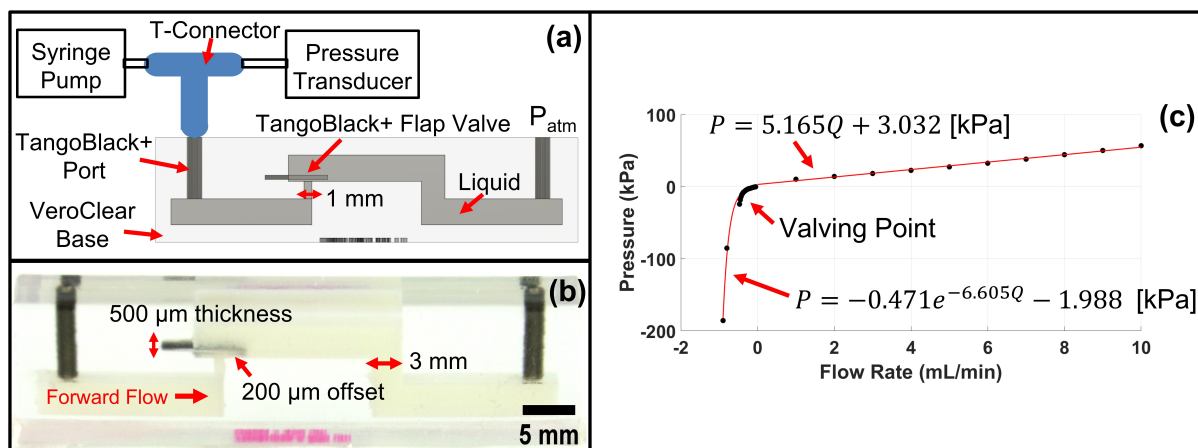 (a)
T-Connector
Syringe
Pump
Pressure
Transducer
TangoBlack+ Flap Valve
P_atm
TangoBlack+
Port
1 mm
Liquid
VeroClear
Base
(b)
500 µm thickness
3 mm
Forward Flow
200 µm offset
5 mm
(c)
100
P = 5.165Q + 3.032 [kPa]
0
Valving Point
-100
P = −0.471e^{−6.605Q} − 1.988 [kPa]
-200
Pressure (kPa)
-2 0 2 4 6 8 10
Flow Rate (mL/min)